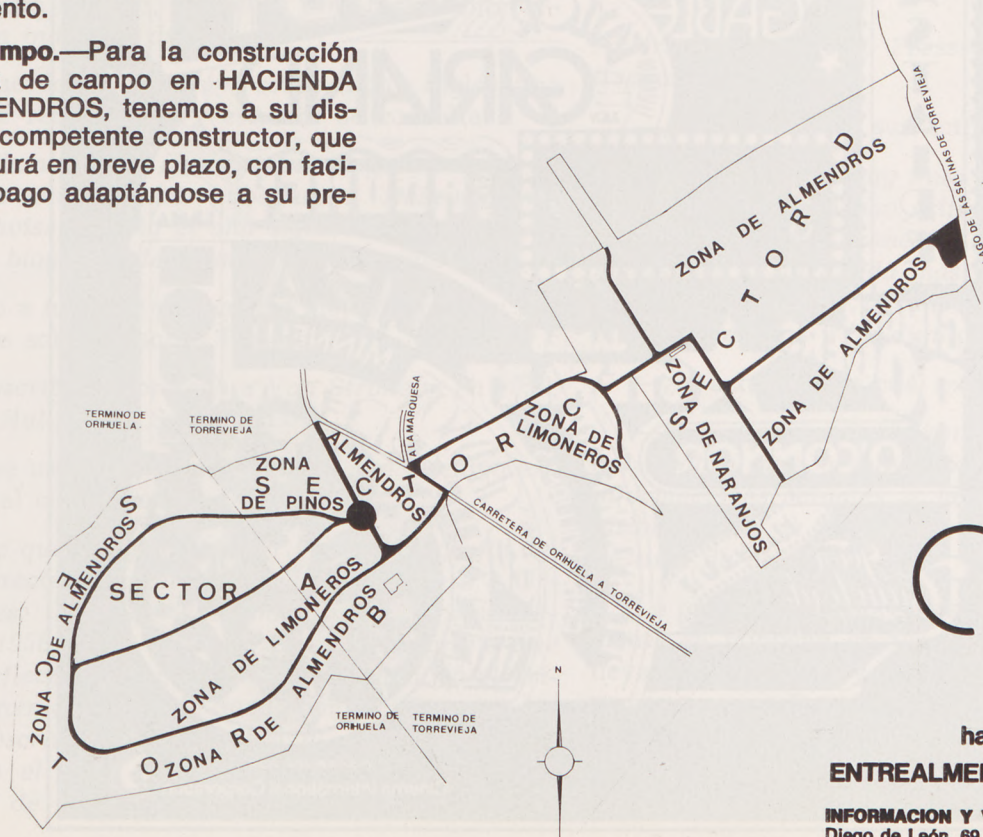 ento.
mpo.—Para la construcción
de campo en HACIENDA
ENDROS, tenemos a su dis-
competente constructor, que
uirá en breve plazo, con faci-
pago adaptándose a su pre-
LAGO DE LAS SALINAS DE TORREVIEJA
ZONA DE ALMENDROS
SECTOR D
ZONA DE ALMENDROS
ZONA DE NARANJOS
ZONA DE
LIMONEROS
SECTOR C
A LA MARQUESA
ALMENDROS
TERMINO DE
ORIHUELA
TERMINO DE
TORREVIEJA
ZONA
DE PINOS
CARRETERA DE ORIHUELA A TORREVIEJA
SECTOR A
ZONA DE LIMONEROS
ZONA DE ALMENDROS
SECTOR B
ZONA DE ALMENDROS
TERMINO DE
ORIHUELA
TERMINO DE
TORREVIEJA
N
ha
ENTREALMEN
INFORMACION Y
Diego de León, 69